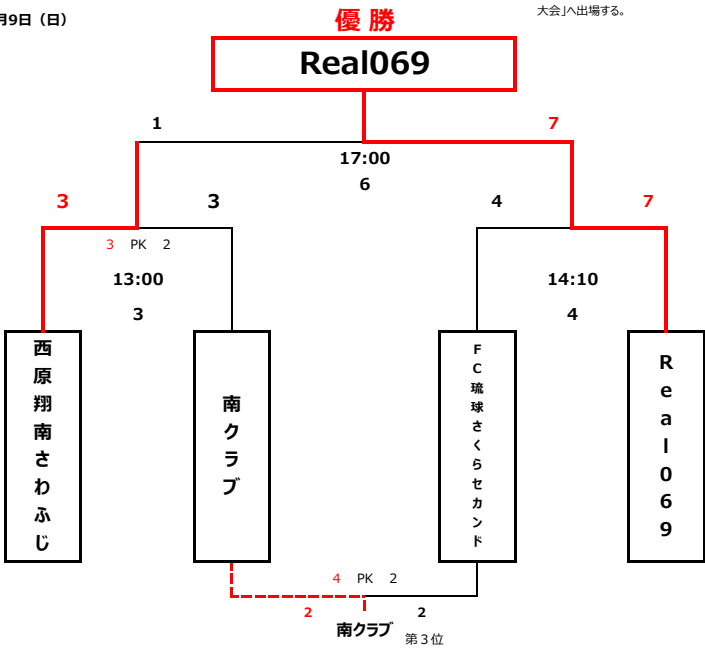 月9日（日）
大会」へ出場する。
優 勝
Real069
1
7
17:00
6
3
3
4
7
3 PK 2
13:00
14:10
3
4
西原翔南さわふじ
南クラブ
FC琉球さくらセカンド
Real069
4 PK 2
2
2
南クラブ
第３位